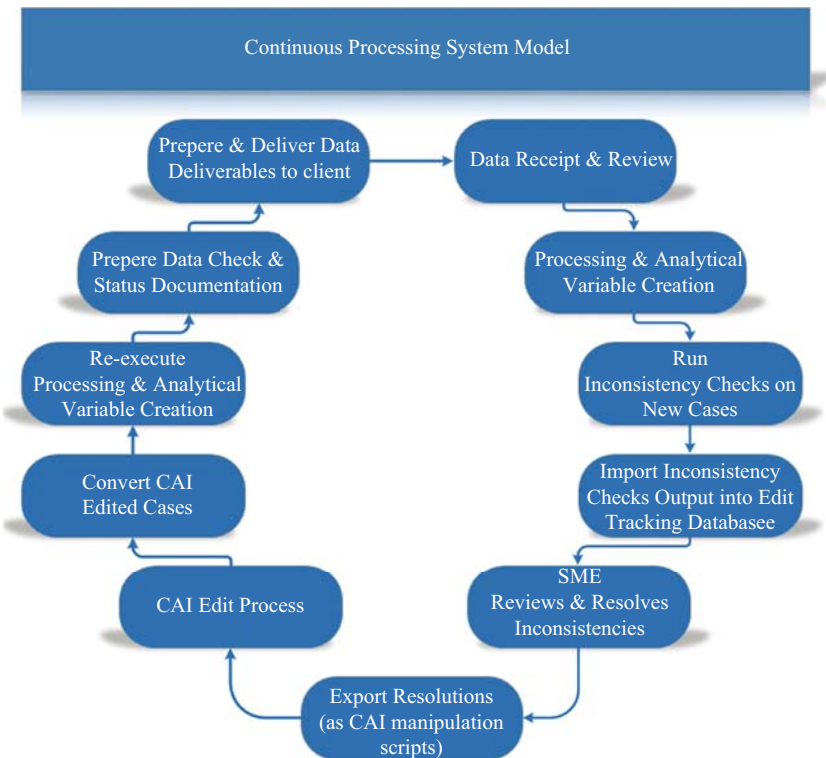 Continuous Processing System Model
Prepere & Deliver Data
Deliverables to client
Data Receipt & Review
Processing & Analytical
Variable Creation
Run
Inconsistency Checks on
New Cases
Import Inconsistency
Checks Output into Edit
Tracking Databasee
SME
Reviews & Resolves
Inconsistencies
Export Resolutions
(as CAI manipulation
scripts)
CAI Edit Process
Convert CAI
Edited Cases
Re-execute
Processing & Analytical
Variable Creation
Prepere Data Check &
Status Documentation